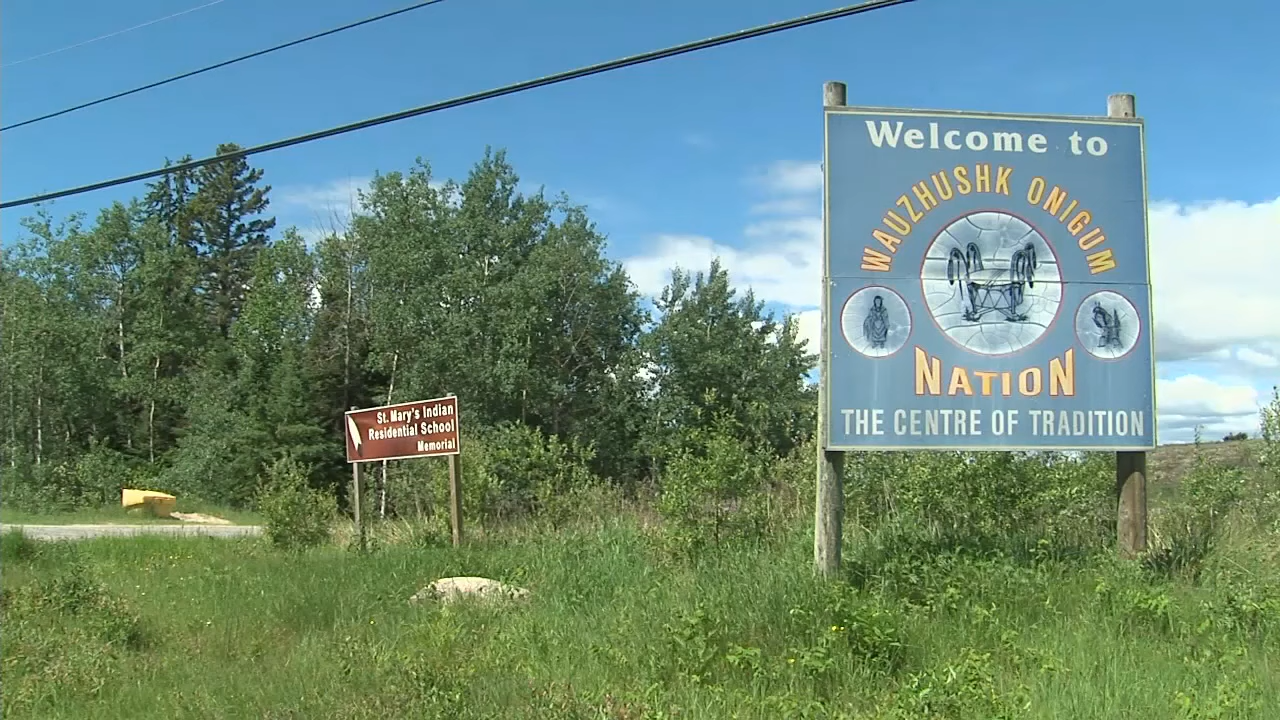 Welcome to
WAUZHUSHK ONIGUM
NATION
THE CENTRE OF TRADITION
St. Mary's Indian
Residential School
Memorial